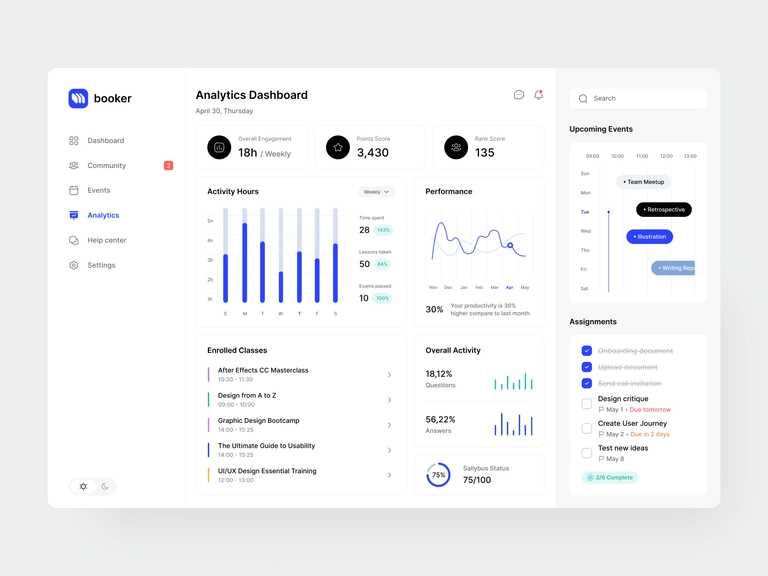 booker
Dashboard
Community 2
Events
Analytics
Help center
Settings
Analytics Dashboard
April 30, Thursday
Overall Engagement
18h / Weekly
Points Score
3,430
Rank Score
135
Activity Hours
Weekly
5h
4h
3h
2h
1h
S M T W T F S
Time spent
28 143%
Lessons taken
50 64%
Exams passed
10 100%
Performance
Nov Dec Jan Feb Mar Apr May
30%
Your productivity is 30%
higher compare to last month
Enrolled Classes
After Effects CC Masterclass
10:30 - 11:30
Design from A to Z
09:00 - 10:00
Graphic Design Bootcamp
14:00 - 15:25
The Ultimate Guide to Usability
14:00 - 15:25
UI/UX Design Essential Training
12:00 - 13:00
Overall Activity
18,12%
Questions
56,22%
Answers
75%
Sallybus Status
75/100
Search
Upcoming Events
09:00 10:00 11:00 12:00 13:00
Sun
• Team Meetup
Mon
Tue
• Retrospective
Wed
• Illustration
Thu
Fri
• Writing Repo
Sat
Assignments
Onboarding document
Upload document
Send call invitation
Design critique
May 1 • Due tomorrow
Create User Journey
May 2 • Due in 2 days
Test new ideas
May 8
3/6 Complete